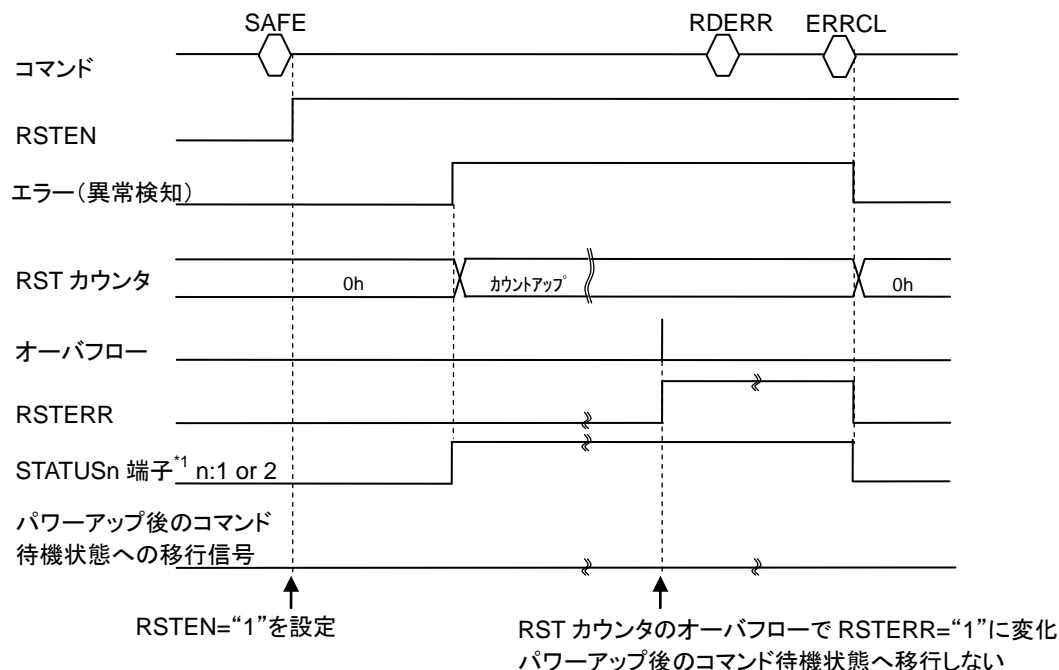 SAFE RDERR ERRCL
コマンド
RSTEN
エラー（異常検知）
RST カウンタ 0h カウントアップ 0h
オーバフロー
RSTERR
STATUSn 端子*1 n:1 or 2
パワーアップ後のコマンド
待機状態への移行信号
RSTEN=“1”を設定
RST カウンタのオーバフローで RSTERR=“1”に変化
パワーアップ後のコマンド待機状態へ移行しない